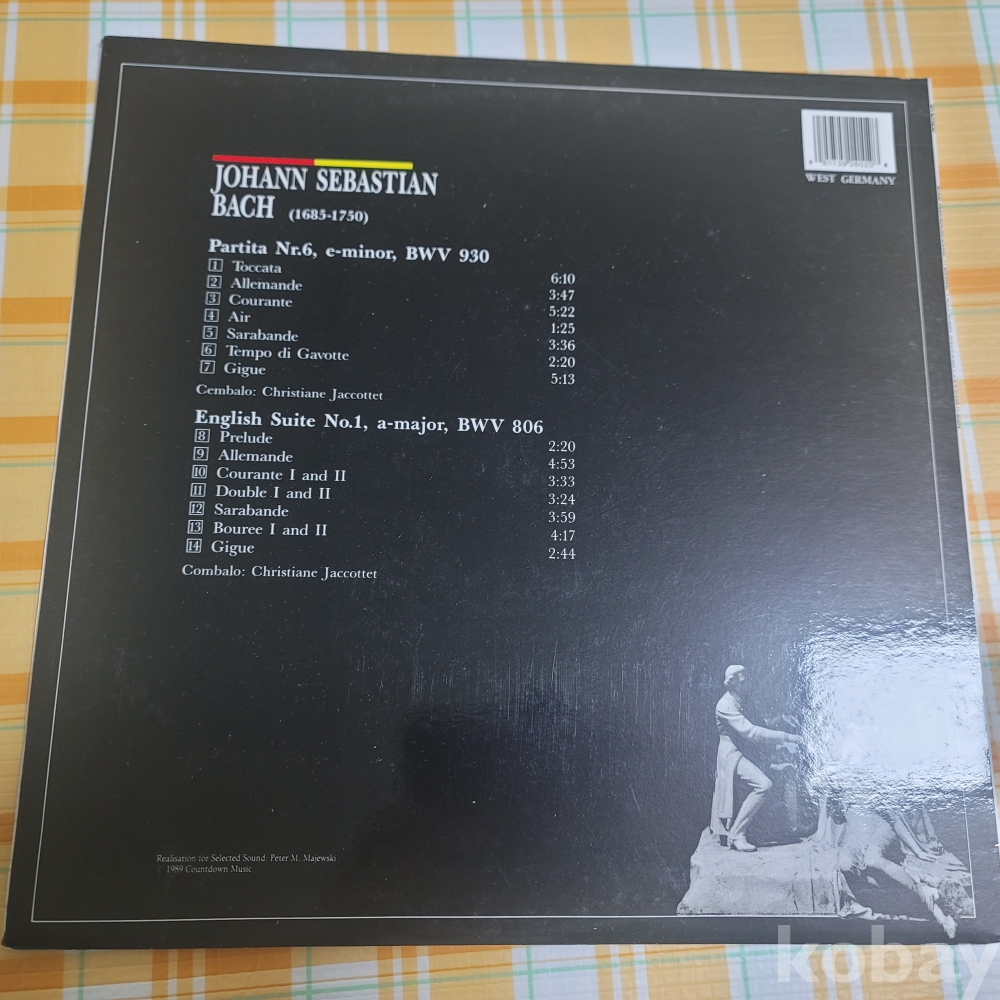 WEST GERMANY
JOHANN SEBASTIAN
BACH (1685-1750)
Partita Nr.6, e-minor, BWV 930
1 Toccata 6:10
2 Allemande 3:47
3 Courante 5:22
4 Air 1:25
5 Sarabande 3:36
6 Tempo di Gavotte 2:20
7 Gigue 5:13
Cembalo: Christiane Jaccottet
English Suite No.1, a-major, BWV 806
8 Prelude 2:20
9 Allemande 4:53
10 Courante I and II 3:33
11 Double I and II 3:24
12 Sarabande 3:59
13 Bouree I and II 4:17
14 Gigue 2:44
Combalo: Christiane Jaccottet
Realisation for Selected Sound: Peter M. Majewski
1989 Countdown Music
kobay